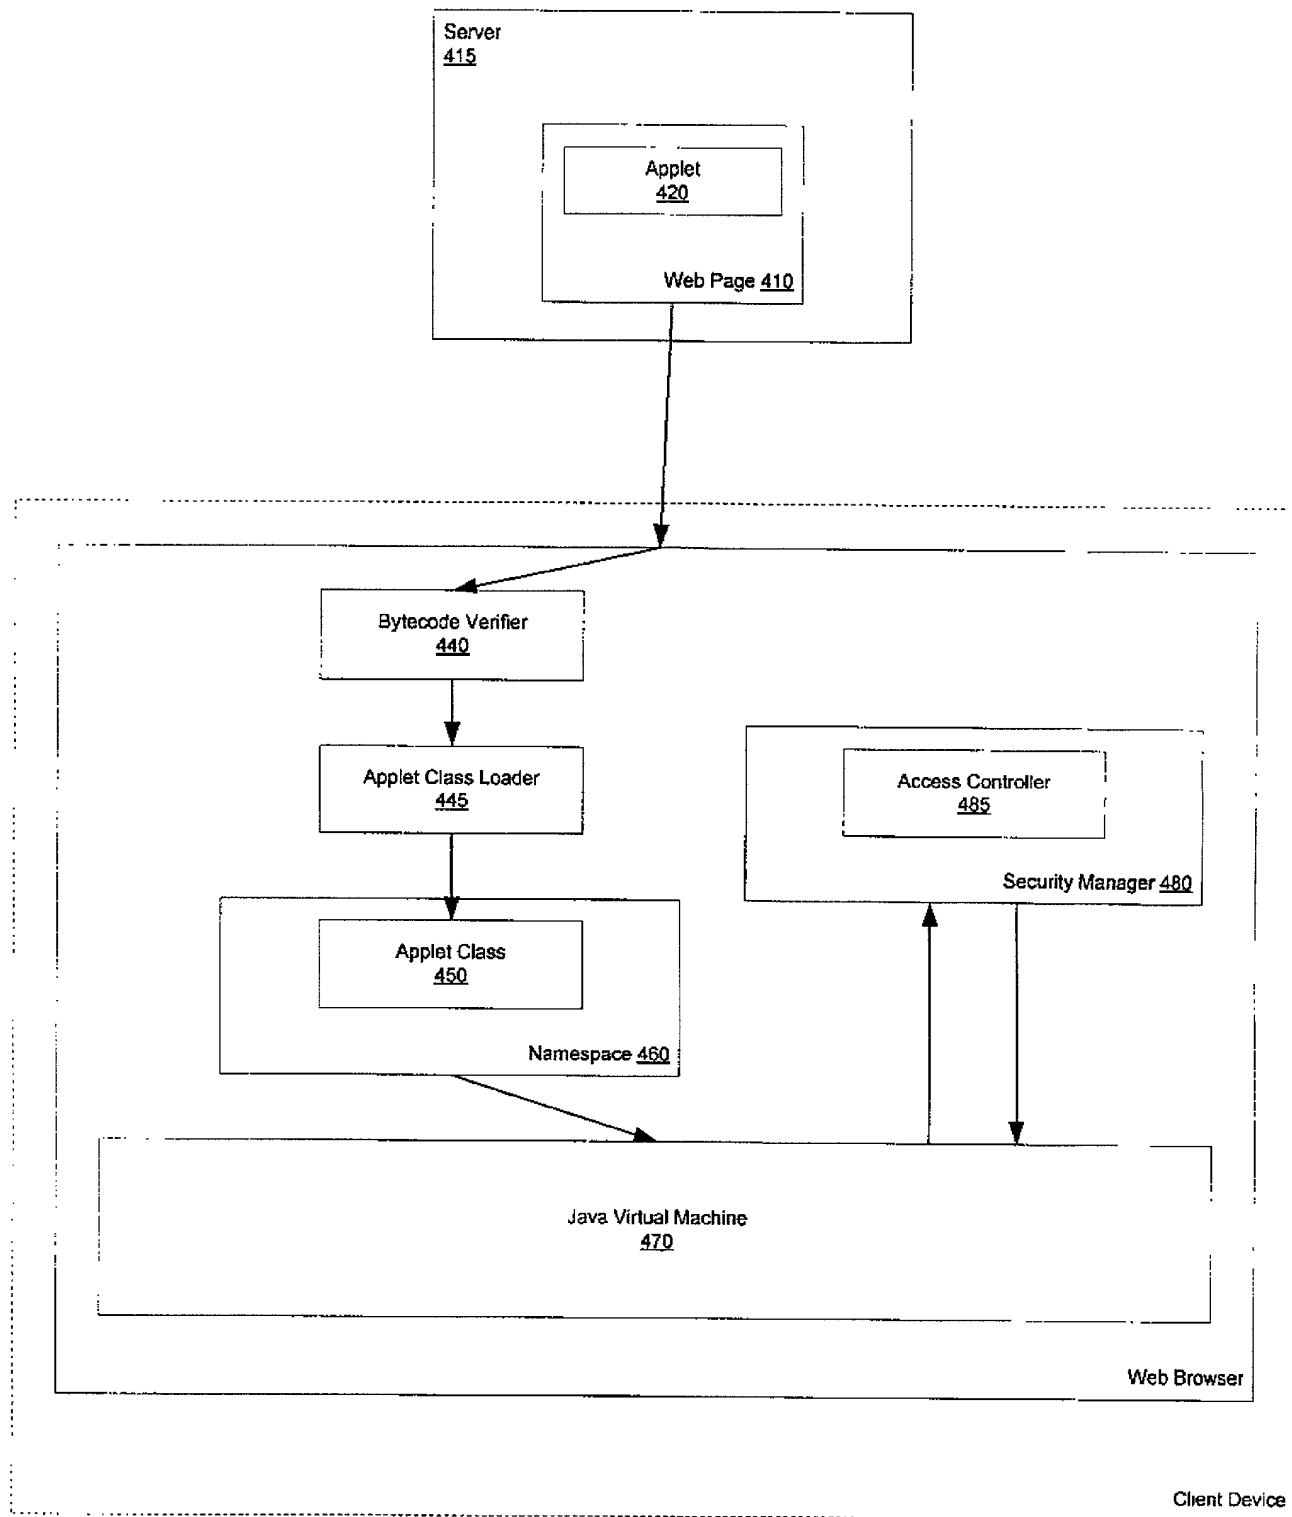 Server
415
Applet
420
Web Page 410
Bytecode Verifier
440
Applet Class Loader
445
Access Controller
485
Security Manager 480
Applet Class
450
Namespace 460
Java Virtual Machine
470
Web Browser
Client Device